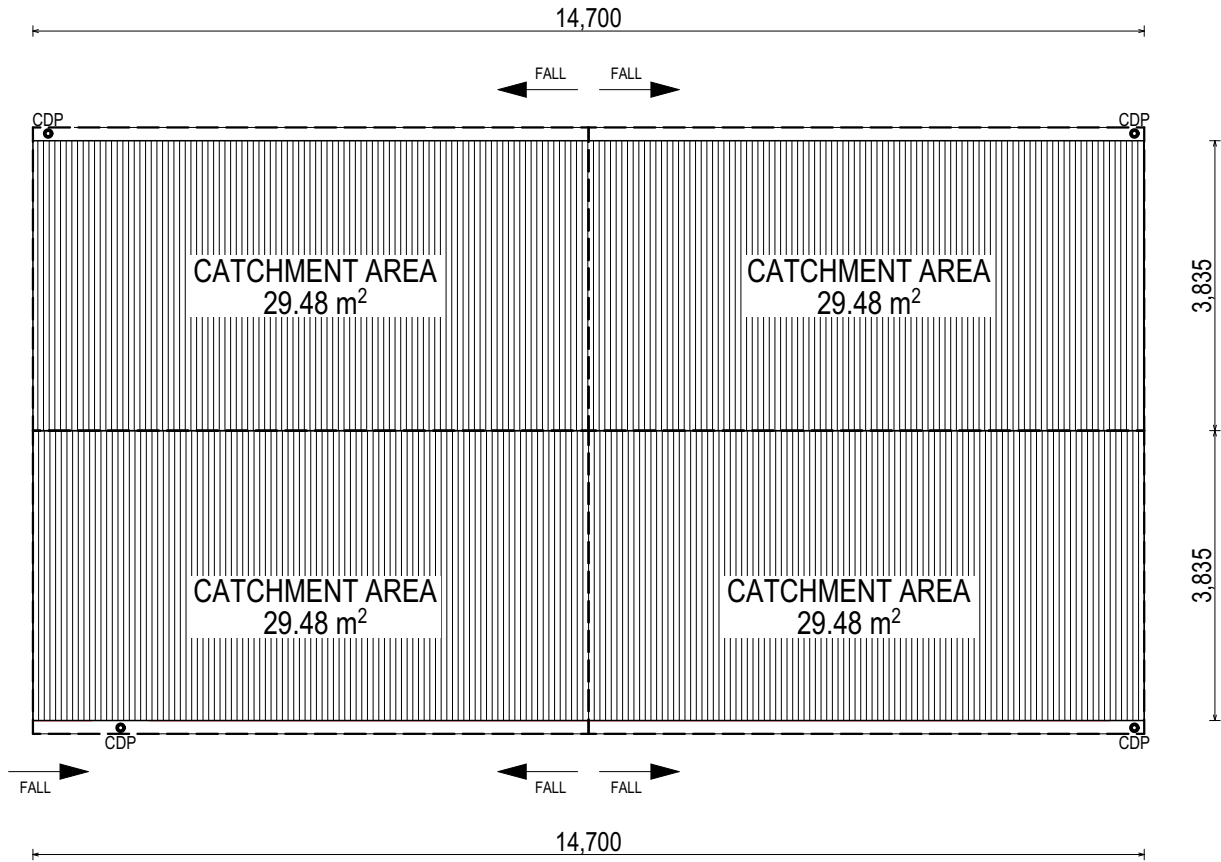 14,700
FALL FALL
CDP CDP
CATCHMENT AREA CATCHMENT AREA
29.48 m² 29.48 m²
3,835
CATCHMENT AREA CATCHMENT AREA
29.48 m² 29.48 m²
3,835
CDP CDP
FALL FALL FALL
14,700